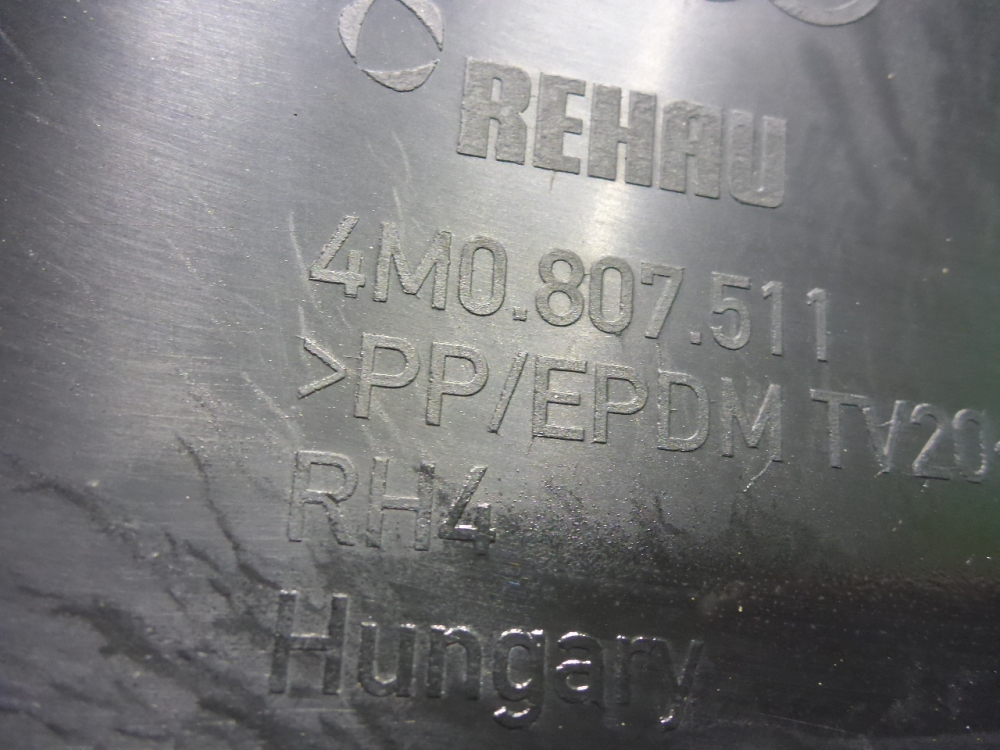 REHAU
4M0.807.511
>PP/EPDM TV20
RH4
Hungary